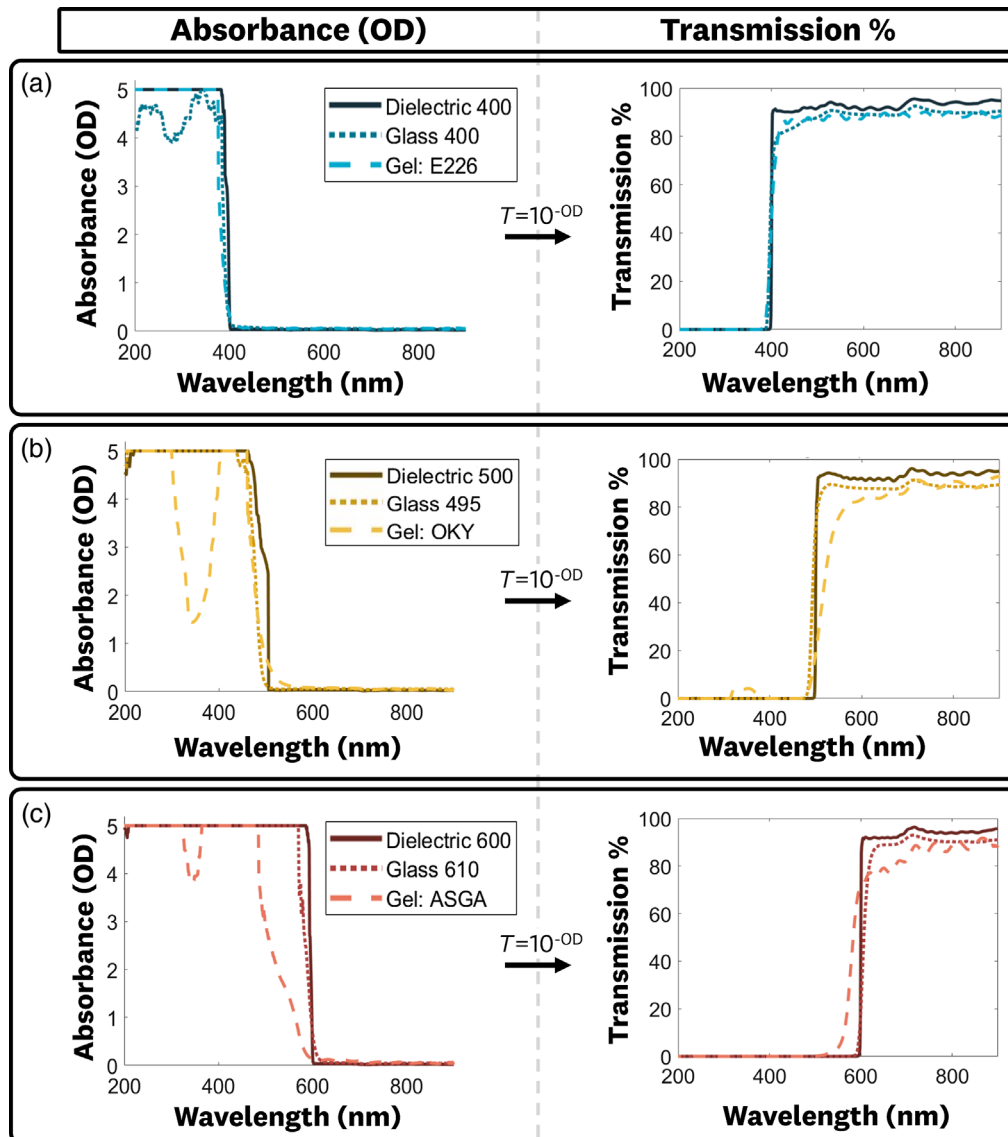 Absorbance (OD)
Transmission %
(a)
Absorbance (OD)
5
4
3
2
1
0
200
400
600
800
Wavelength (nm)
Dielectric 400
Glass 400
Gel: E226
T=10-OD
Transmission %
100
80
60
40
20
0
200
400
600
800
Wavelength (nm)
(b)
Absorbance (OD)
5
4
3
2
1
0
200
400
600
800
Wavelength (nm)
Dielectric 500
Glass 495
Gel: OKY
T=10-OD
Transmission %
100
80
60
40
20
0
200
400
600
800
Wavelength (nm)
(c)
Absorbance (OD)
5
4
3
2
1
0
200
400
600
800
Wavelength (nm)
Dielectric 600
Glass 610
Gel: ASGA
T=10-OD
Transmission %
100
80
60
40
20
0
200
400
600
800
Wavelength (nm)